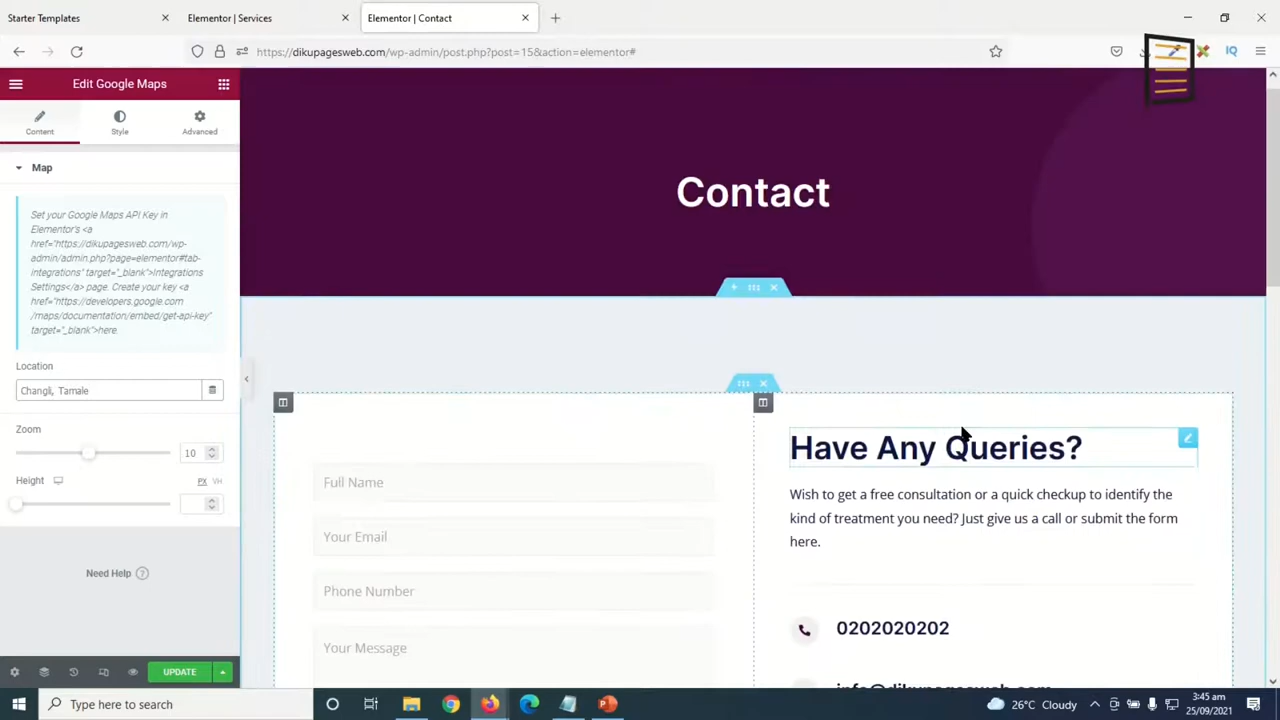 Starter Templates
Elementor | Services
Elementor | Contact
https://dikupagesweb.com/wp-admin/post.php?post=15&action=elementor#
IQ
Edit Google Maps
Content
Style
Advanced
Map
Set your Google Maps API Key in
Elementor's <a
href="https://dikupagesweb.com/wp-
admin/admin.php?page=elementor#tab-
integrations" target="_blank">Integrations
Settings</a> page. Create your key <a
href="https://developers.google.com
/maps/documentation/embed/get-api-key"
target="_blank">here.
Location
Changli, Tamale
Zoom
10
Height
PX VH
Need Help
UPDATE
Contact
Full Name
Your Email
Phone Number
Your Message
Have Any Queries?
Wish to get a free consultation or a quick checkup to identify the
kind of treatment you need? Just give us a call or submit the form
here.
0202020202
info@dikupagesweb.com
Type here to search
26°C Cloudy
3:45 am
25/09/2021